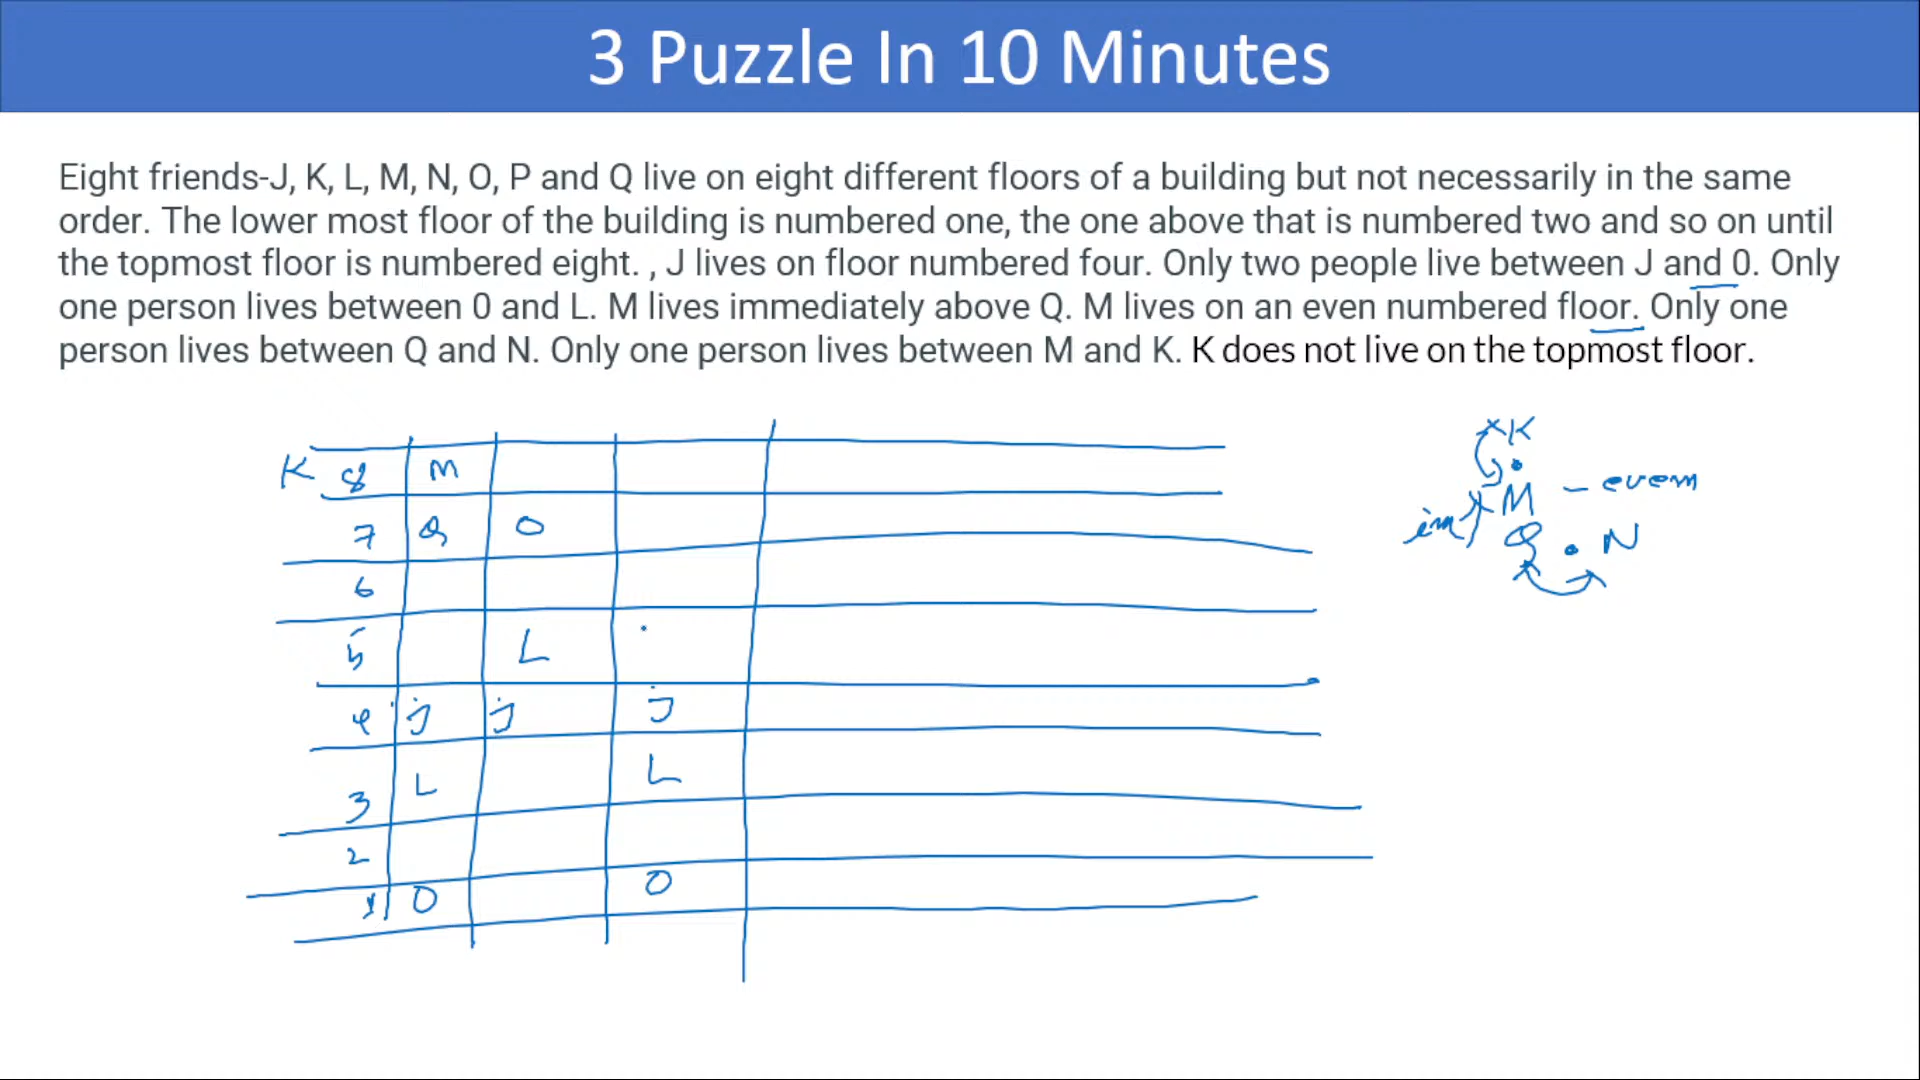 3 Puzzle In 10 Minutes
Eight friends-J, K, L, M, N, O, P and Q live on eight different floors of a building but not necessarily in the same
order. The lower most floor of the building is numbered one, the one above that is numbered two and so on until
the topmost floor is numbered eight. , J lives on floor numbered four. Only two people live between J and 0. Only
one person lives between 0 and L. M lives immediately above Q. M lives on an even numbered floor. Only one
person lives between Q and N. Only one person lives between M and K. K does not live on the topmost floor.
K
K 8 M
M - even
7 Q O
im Q . N
6
5 L
4 j j j
3 L L
2
1 O O